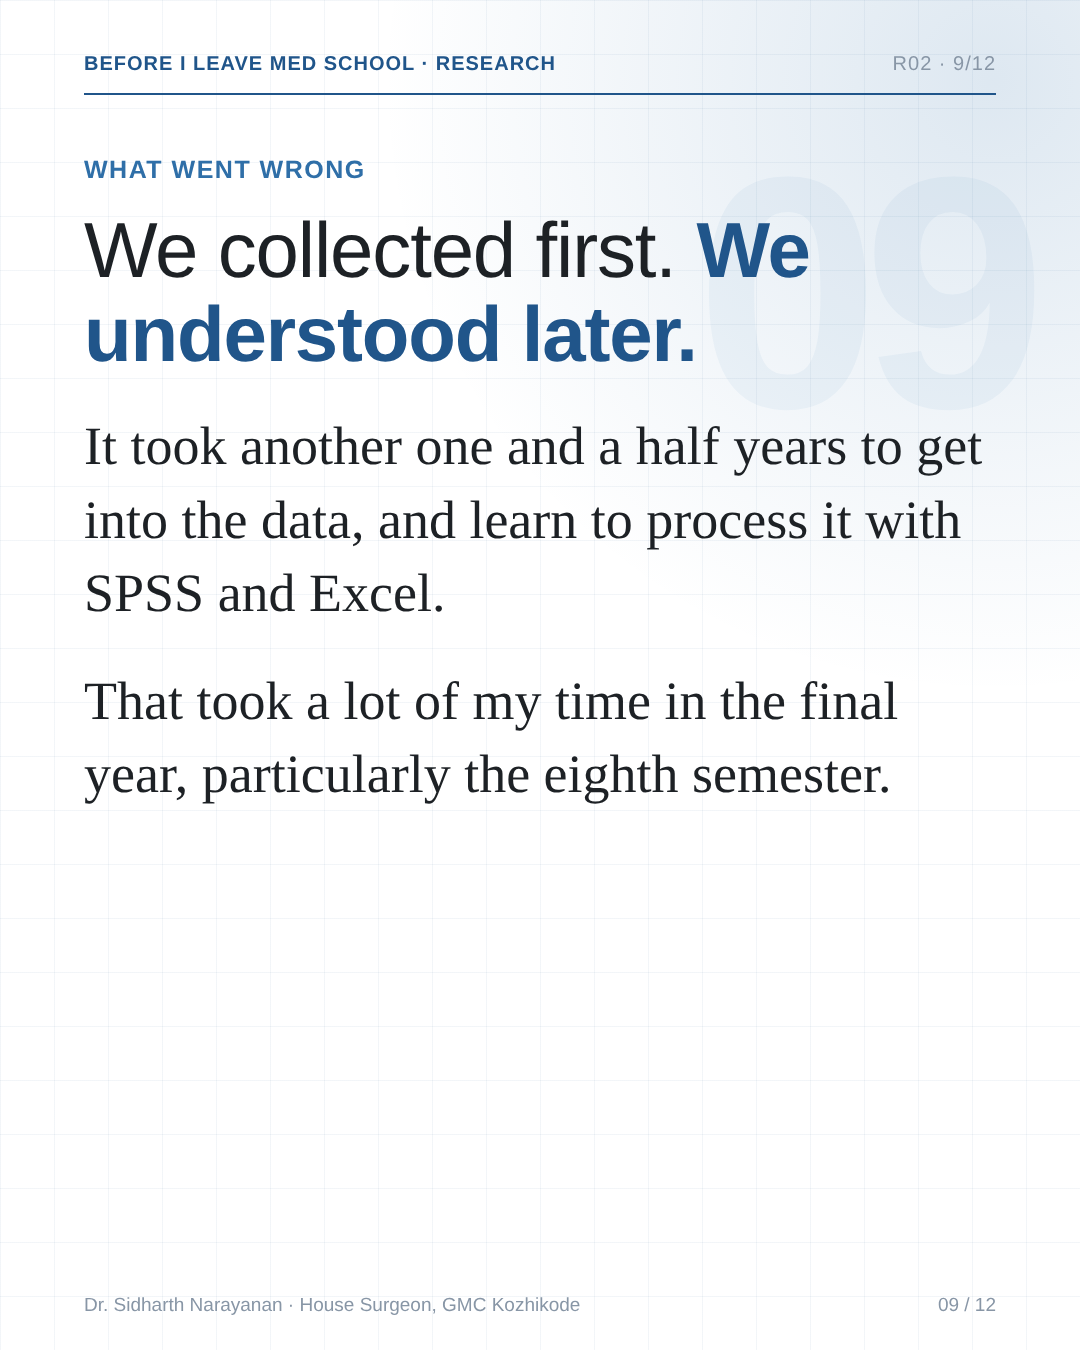 BEFORE I LEAVE MED SCHOOL · RESEARCH
R02 · 9/12
WHAT WENT WRONG
09
We collected first. We
understood later.
It took another one and a half years to get
into the data, and learn to process it with
SPSS and Excel.
That took a lot of my time in the final
year, particularly the eighth semester.
Dr. Sidharth Narayanan · House Surgeon, GMC Kozhikode
09 / 12